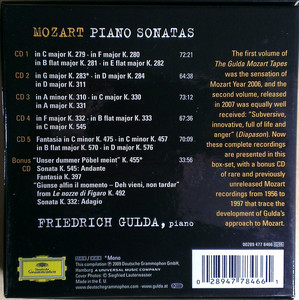 MOZART PIANO SONATAS
CD 1 in C major K. 279 · in F major K. 280 72:21
in B flat major K. 281 · in E flat major K. 282
CD 2 in G major K. 283* · in D major K. 284 64:38
in D major K. 311
CD 3 in A minor K. 310 · in C major K. 330 73:12
in A major K. 331
CD 4 in F major K. 332 · in B flat major K. 333 67:36
in C major K. 545
CD 5 Fantasia in C minor K. 475 · in C minor K. 457 70:09
in B flat major K. 570 · in D major K. 576
Bonus "Unser dummer Pöbel meint" K. 455* 33:56
CD Sonata K. 545: Andante
Fantasia K. 397
"Giunse alfin il momento – Deh vieni, non tardar"
from Le nozze di Figaro K. 492
Sonata K. 332: Adagio
FRIEDRICH GULDA, piano
The first volume of
The Gulda Mozart Tapes
was the sensation of
Mozart Year 2006, and the
second volume, released
in 2007 was equally well
received: "Subversive,
innovative, full of life and
anger" (Diapason). Now
these complete recordings
are presented in this
box-set, with a bonus CD
of rare and previously
unreleased Mozart
recordings from 1956 to
1997 that trace the
development of Gulda's
approach to Mozart.
*Mono
This compilation ℗ 2009 Deutsche Grammophon GmbH,
Hamburg A UNIVERSAL MUSIC COMPANY
Cover Photo: © Siegfried Lauterwasser
Made in the E. U.
www.deutschegrammophon.com www.gulda.at
00289 477 8466
0 28947 78466 1